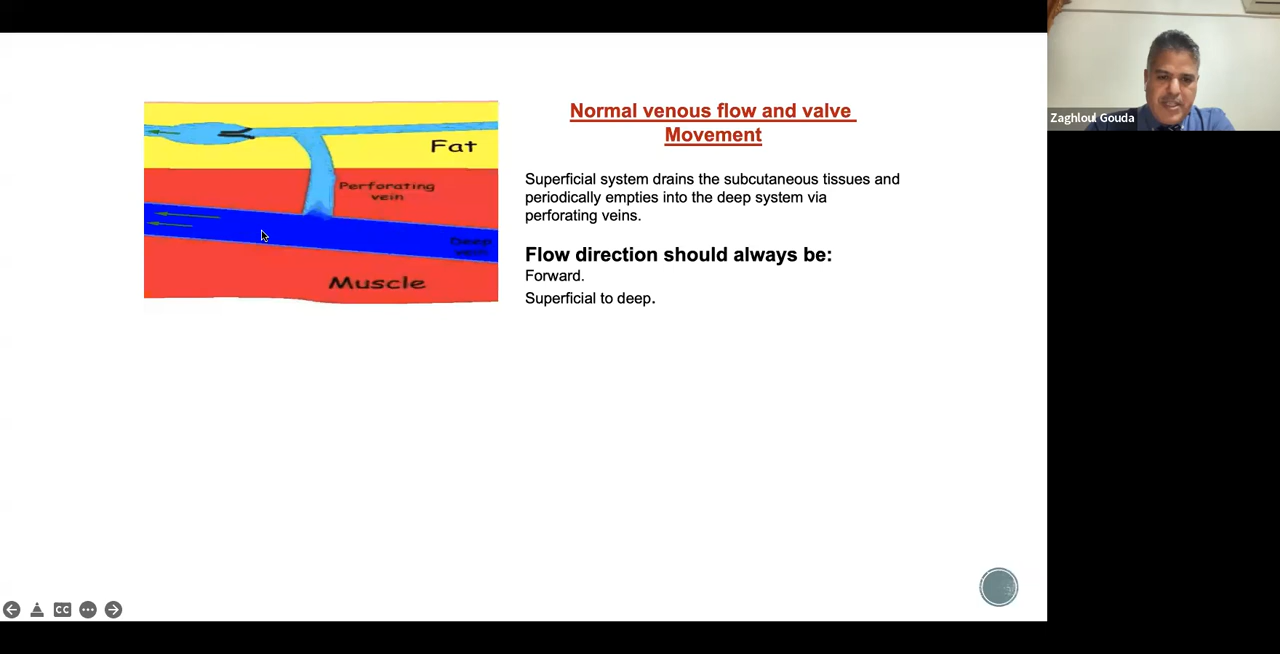 Normal venous flow and valve
Movement
Superficial system drains the subcutaneous tissues and
periodically empties into the deep system via
perforating veins.
Flow direction should always be:
Forward.
Superficial to deep.
Fat
Perforating
vein
Deep
vein
Muscle
Zaghloul Gouda
CC